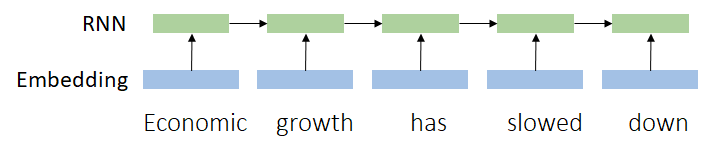 RNN
Embedding
Economic growth has slowed down